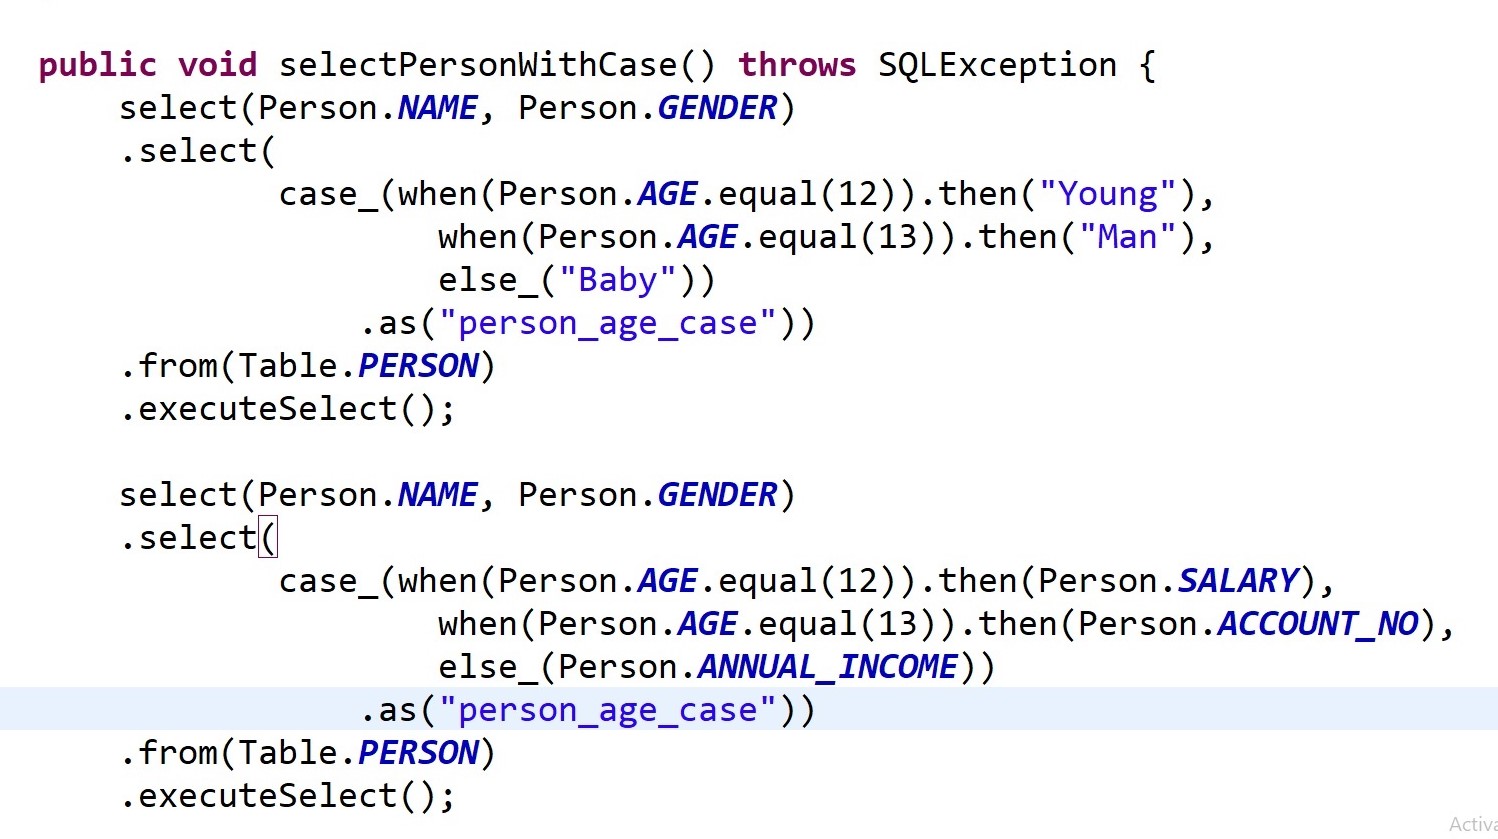 public void selectPersonWithCase() throws SQLException {
    select(Person.NAME, Person.GENDER)
    .select(
            case_(when(Person.AGE.equal(12)).then("Young"),
                    when(Person.AGE.equal(13)).then("Man"),
                    else_("Baby"))
                .as("person_age_case"))
    .from(Table.PERSON)
    .executeSelect();

    select(Person.NAME, Person.GENDER)
    .select(
            case_(when(Person.AGE.equal(12)).then(Person.SALARY),
                    when(Person.AGE.equal(13)).then(Person.ACCOUNT_NO),
                    else_(Person.ANNUAL_INCOME))
                .as("person_age_case"))
    .from(Table.PERSON)
    .executeSelect();